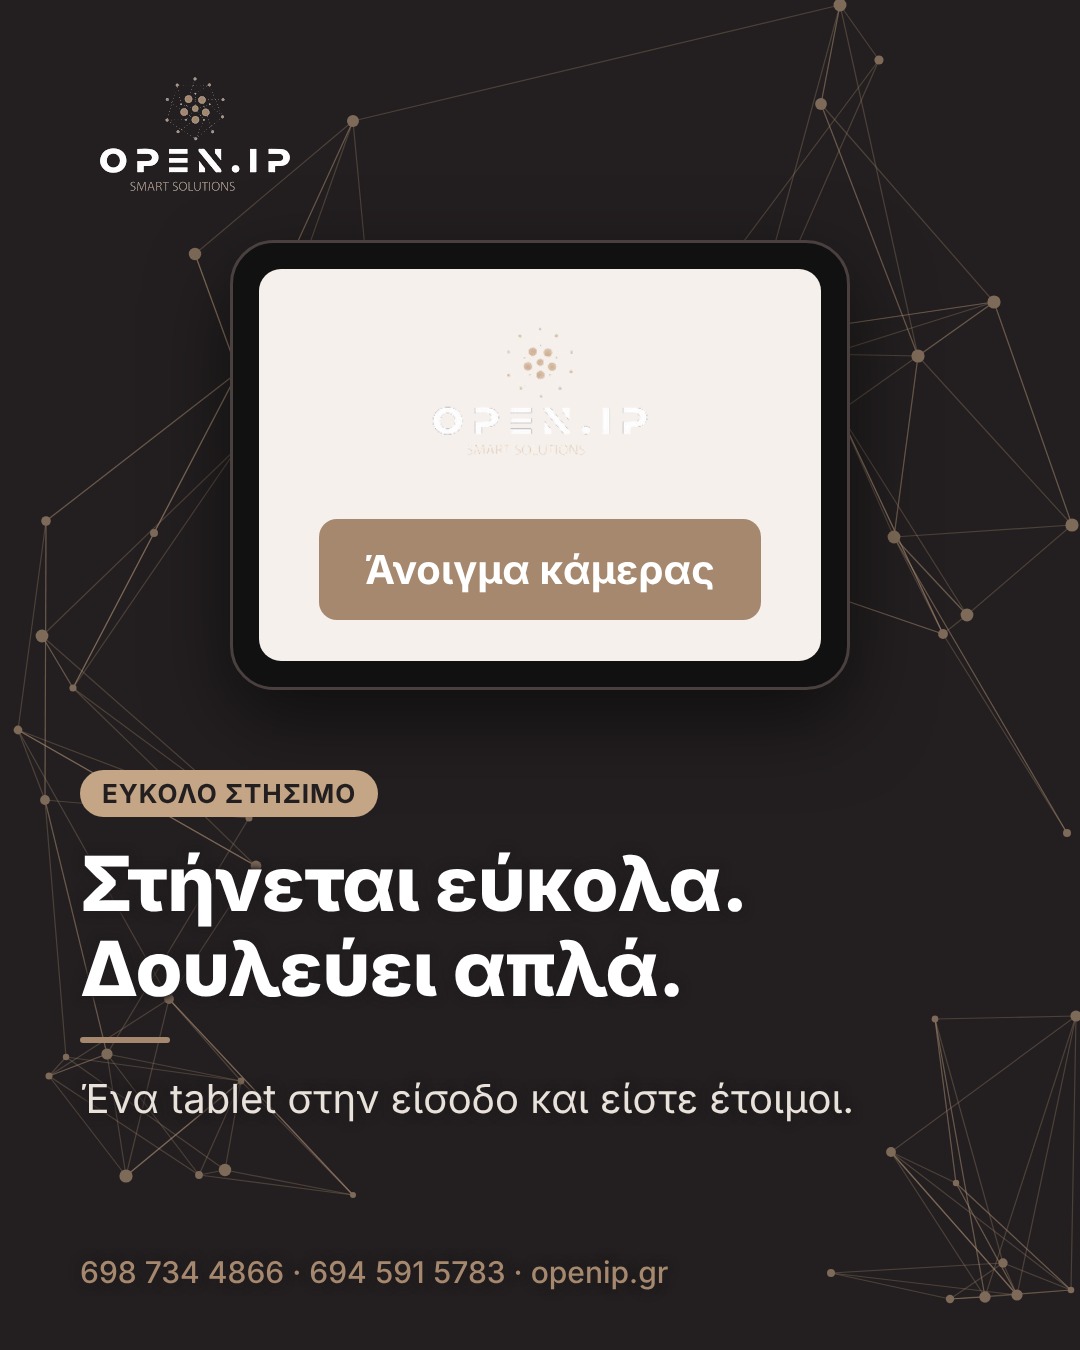 OPEN.IP
SMART SOLUTIONS
OPEN.IP
SMART SOLUTIONS
Άνοιγμα κάμερας
ΕΥΚΟΛΟ ΣΤΗΣΙΜΟ
Στήνεται εύκολα.
Δουλεύει απλά.
Ένα tablet στην είσοδο και είστε έτοιμοι.
698 734 4866 · 694 591 5783 · openip.gr